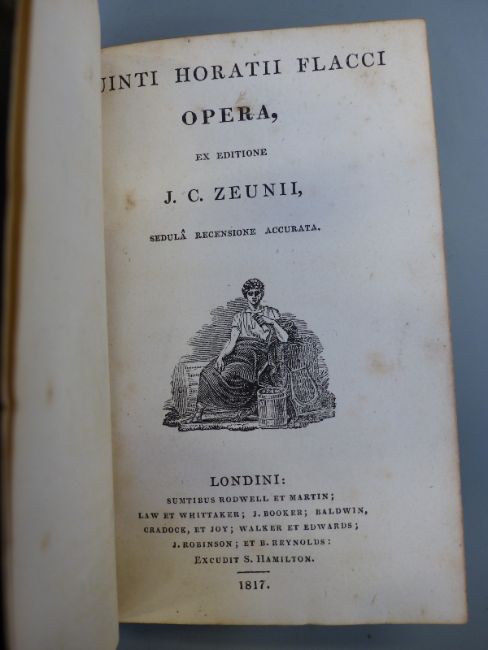 UINTI HORATII FLACCI
OPERA,
EX EDITIONE
J. C. ZEUNII,
SEDULÂ RECENSIONE ACCURATA.
LONDINI:
SUMTIBUS RODWELL ET MARTIN;
LAW ET WHITTAKER; J. BOOKER; BALDWIN,
CRADOCK, ET JOY; WALKER ET EDWARDS;
J. ROBINSON; ET B. REYNOLDS:
EXCUDIT S. HAMILTON.
1817.